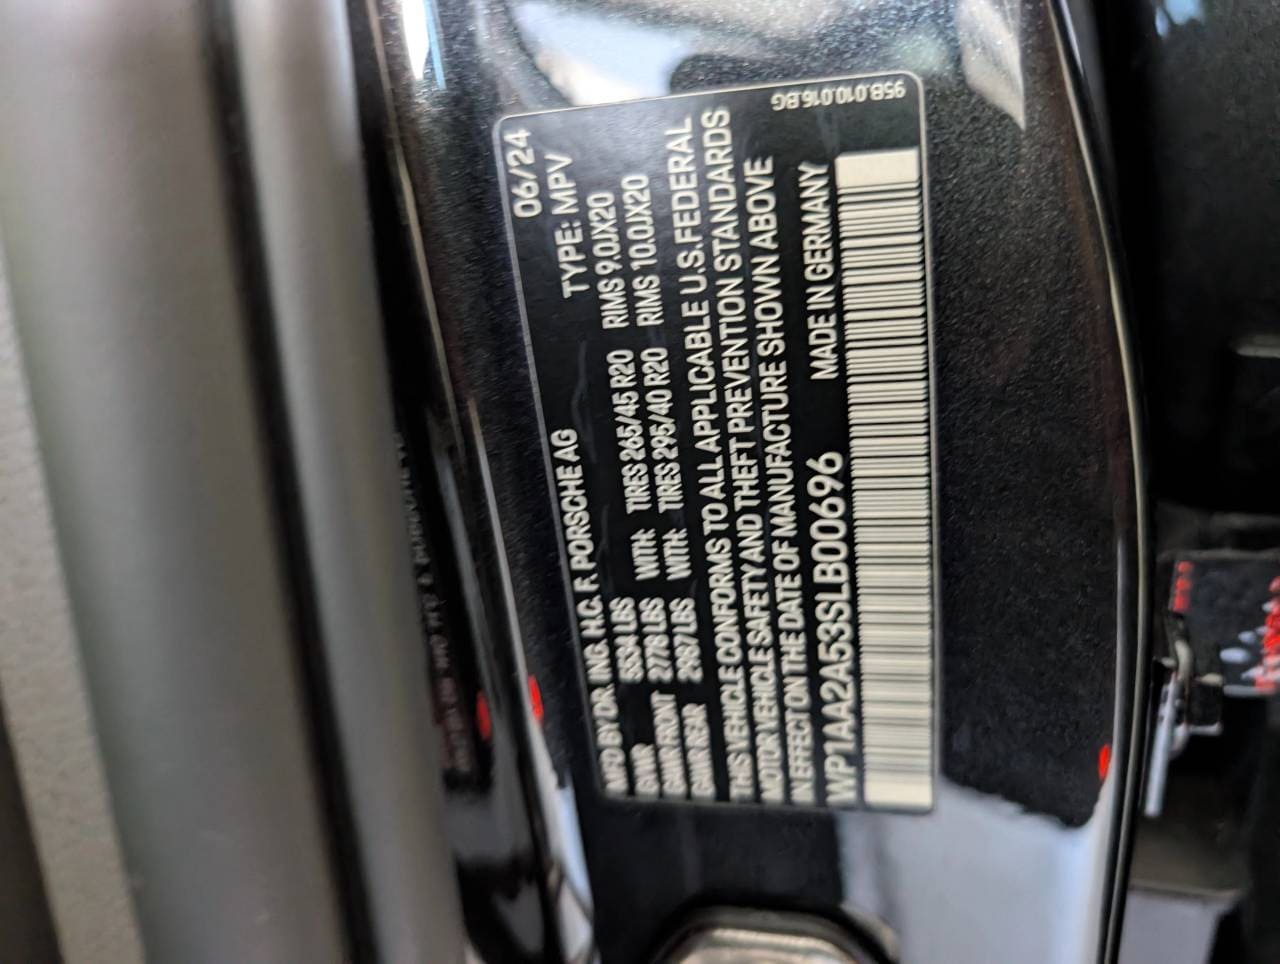 06/24
MFD BY DR. ING. H.C. F. PORSCHE AG TYPE: MPV
GVWR 5534 LBS WITH: TIRES 265/45 R20 RIMS 9.0JX20
GAWR FRONT 2778 LBS WITH: TIRES 295/40 R20 RIMS 10.0JX20
GAWR REAR 2987 LBS
THIS VEHICLE CONFORMS TO ALL APPLICABLE U.S. FEDERAL
MOTOR VEHICLE SAFETY AND THEFT PREVENTION STANDARDS
IN EFFECT ON THE DATE OF MANUFACTURE SHOWN ABOVE
WP1AA2A53SLB00696 MADE IN GERMANY
95B.010.016.BG